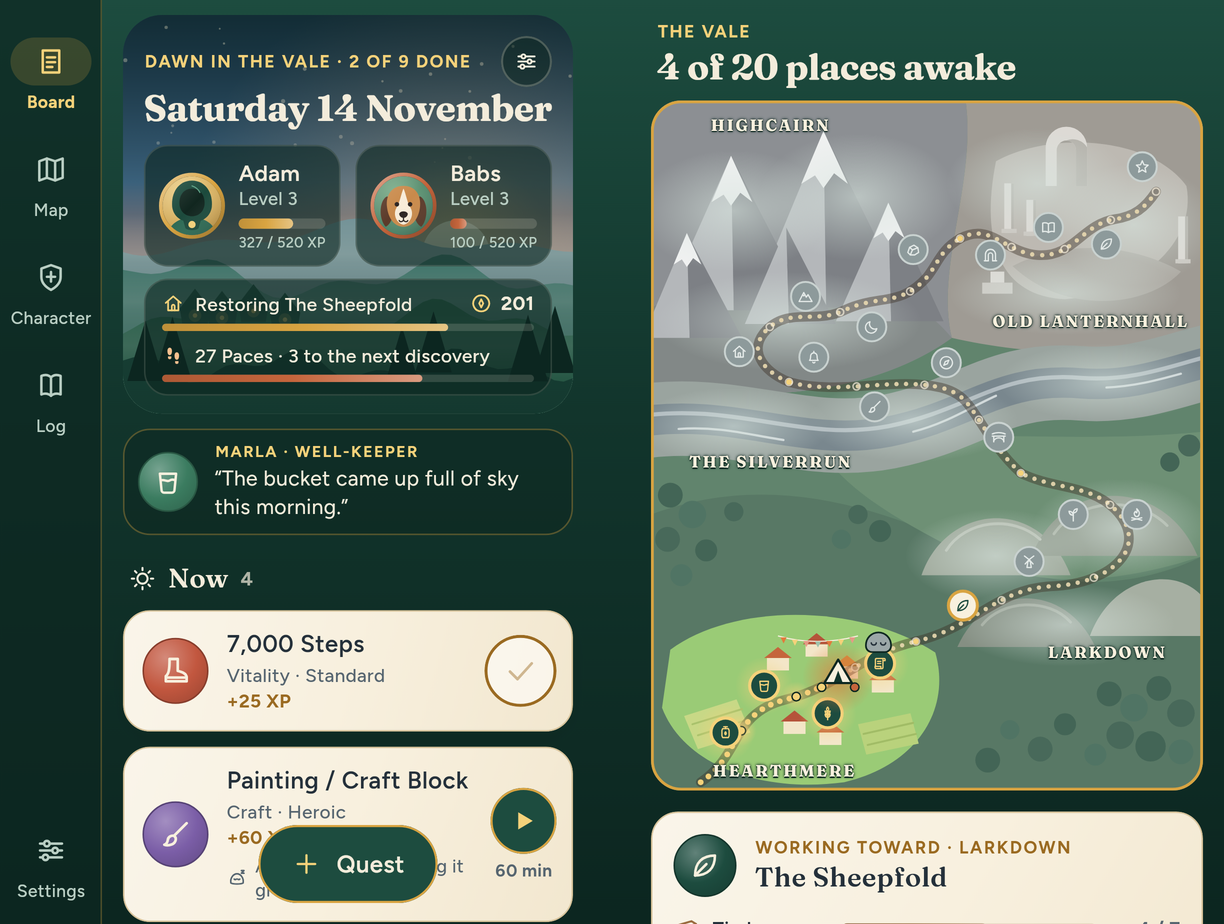 Board
Map
Character
Log
Settings
DAWN IN THE VALE · 2 OF 9 DONE
Saturday 14 November
Adam
Level 3
327 / 520 XP
Babs
Level 3
100 / 520 XP
Restoring The Sheepfold
201
27 Paces · 3 to the next discovery
MARLA · WELL-KEEPER
“The bucket came up full of sky
this morning.”
Now 4
7,000 Steps
Vitality · Standard
+25 XP
Painting / Craft Block
Craft · Heroic
+60
60 min
Quest
THE VALE
4 of 20 places awake
HIGHCAIRN
OLD LANTERNHALL
THE SILVERRUN
LARKDOWN
HEARTHMERE
WORKING TOWARD · LARKDOWN
The Sheepfold